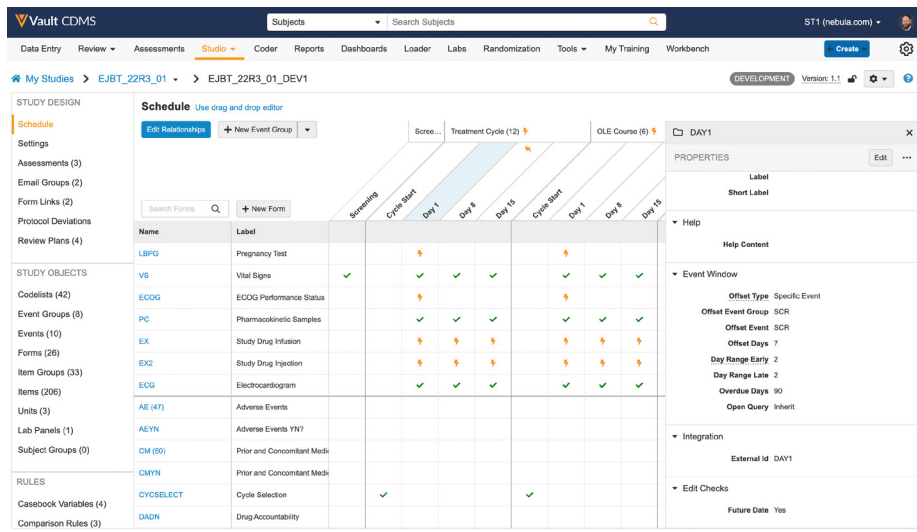 Vault CDMS
Subjects
Search Subjects
ST1 (nebula.com)
Data Entry
Review
Assessments
Studio
Coder
Reports
Dashboards
Loader
Labs
Randomization
Tools
My Training
Workbench
Create
My Studies > EJBT_22R3_01 > EJBT_22R3_01_DEV1
DEVELOPMENT
Version: 1.1
STUDY DESIGN
Schedule
Settings
Assessments (3)
Email Groups (2)
Form Links (2)
Protocol Deviations
Review Plans (4)
STUDY OBJECTS
Codelists (42)
Event Groups (8)
Events (10)
Forms (26)
Item Groups (33)
Items (206)
Units (3)
Lab Panels (1)
Subject Groups (0)
RULES
Casebook Variables (4)
Comparison Rules (3)
Schedule Use drag and drop editor
Edit Relationships
+ New Event Group
Scree...
Treatment Cycle (12)
OLE Course (6)
Search Forms
+ New Form
Screening
Cycle Start
Day 1
Day 8
Day 15
Cycle Start
Day 1
Day 8
Day 15
Name Label
LBPG Pregnancy Test
VS Vital Signs
ECOG ECOG Performance Status
PC Pharmacokinetic Samples
EX Study Drug Infusion
EX2 Study Drug Injection
ECG Electrocardiogram
AE (47) Adverse Events
AEYN Adverse Events YN?
CM (50) Prior and Concomitant Medic
CMYN Prior and Concomitant Medic
CYCSELECT Cycle Selection
DADN Drug Accountability
DAY1
PROPERTIES
Edit
Label
Short Label
Help
Help Content
Event Window
Offset Type Specific Event
Offset Event Group SCR
Offset Event SCR
Offset Days 7
Day Range Early 2
Day Range Late 2
Overdue Days 90
Open Query Inherit
Integration
External Id DAY1
Edit Checks
Future Date Yes